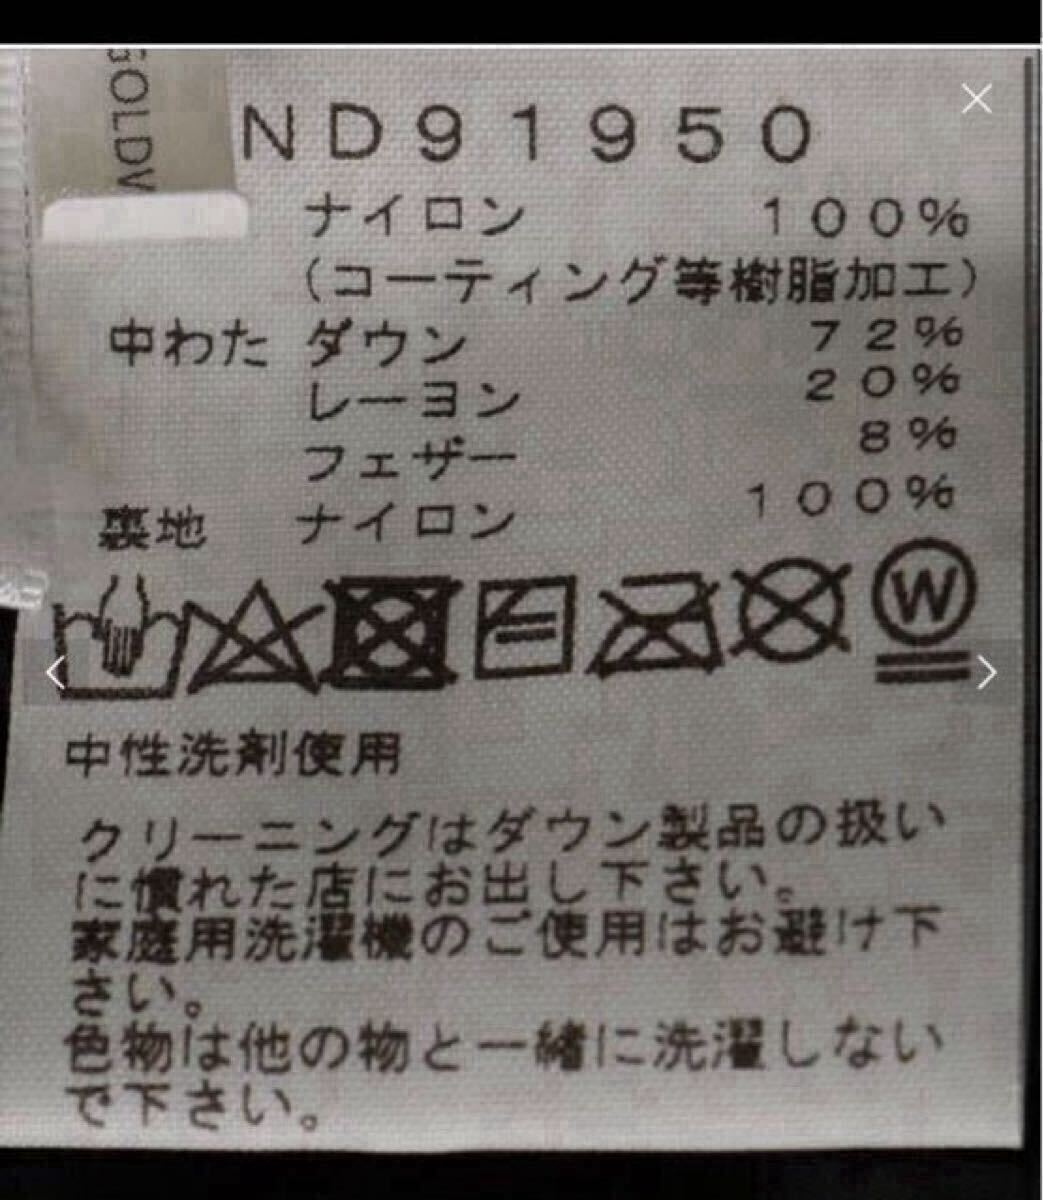 GOLDW
ND91950
ナイロン 100%
(コーティング等樹脂加工)
中わた ダウン 72%
レーヨン 20%
フェザー 8%
裏地 ナイロン 100%
W
中性洗剤使用
クリーニングはダウン製品の扱い
に慣れた店にお出し下さい。
家庭用洗濯機のご使用はお避け下
さい。
色物は他の物と一緒に洗濯しない
で下さい。